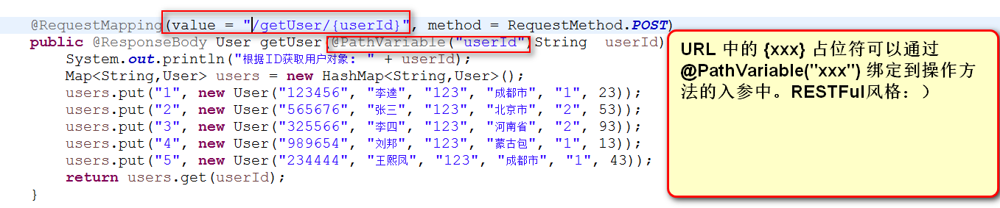 @RequestMapping(value = "/getUser/{userId}", method = RequestMethod.POST)
public @ResponseBody User getUser(@PathVariable("userId")String  userId)
System.out.println("根据ID获取用户对象: " + userId);
Map<String,User> users = new HashMap<String,User>();
users.put("1", new User("123456", "李逵", "123", "成都市", "1", 23));
users.put("2", new User("565676", "张三", "123", "北京市", "2", 53));
users.put("3", new User("325566", "李四", "123", "河南省", "2", 93));
users.put("4", new User("989654", "刘邦", "123", "蒙古包", "1", 13));
users.put("5", new User("234444", "王熙凤", "123", "成都市", "1", 43));
return users.get(userId);
}
URL 中的 {xxx} 占位符可以通过
@PathVariable("xxx") 绑定到操作方
法的入参中。RESTFul风格：）